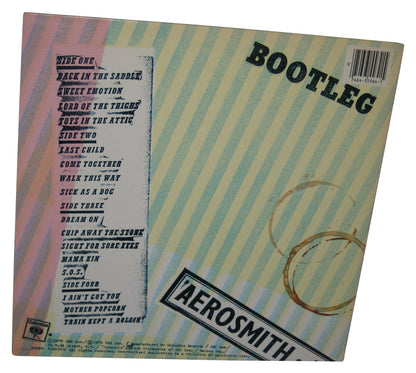 BOOTLEG
SIDE ONE
BACK IN THE SADDLE
SWEET EMOTION
LORD OF THE THIGHS
TOYS IN THE ATTIC
SIDE TWO
LAST CHILD
COME TOGETHER
WALK THIS WAY
SICK AS A DOG
SIDE THREE
DREAM ON
CHIP AWAY THE STONE
SIGHT FOR SORE EYES
MAMA KIN
S.O.S.
SIDE FOUR
I AIN'T GOT YOU
MOTHER POPCORN
TRAIN KEPT A ROLLIN?
AEROSMITH